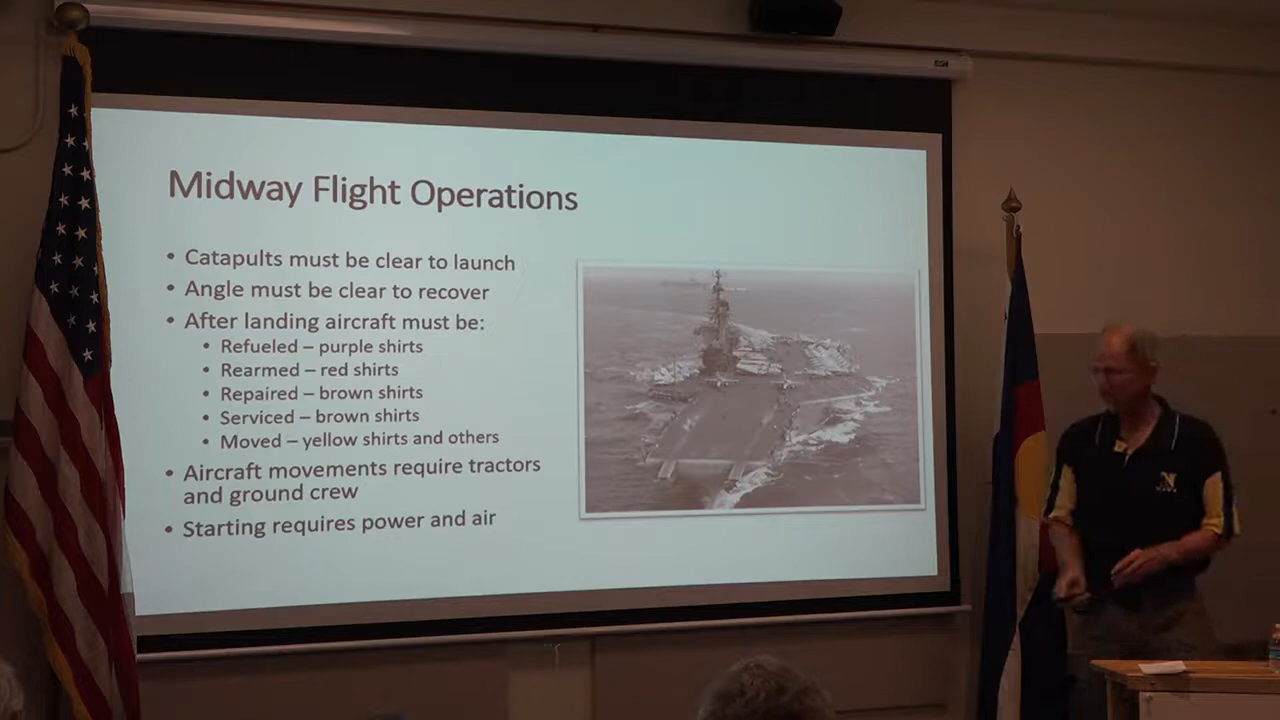 Midway Flight Operations
• Catapults must be clear to launch
• Angle must be clear to recover
• After landing aircraft must be:
• Refueled – purple shirts
• Rearmed – red shirts
• Repaired – brown shirts
• Serviced – brown shirts
• Moved – yellow shirts and others
• Aircraft movements require tractors
and ground crew
• Starting requires power and air
N
NAVY